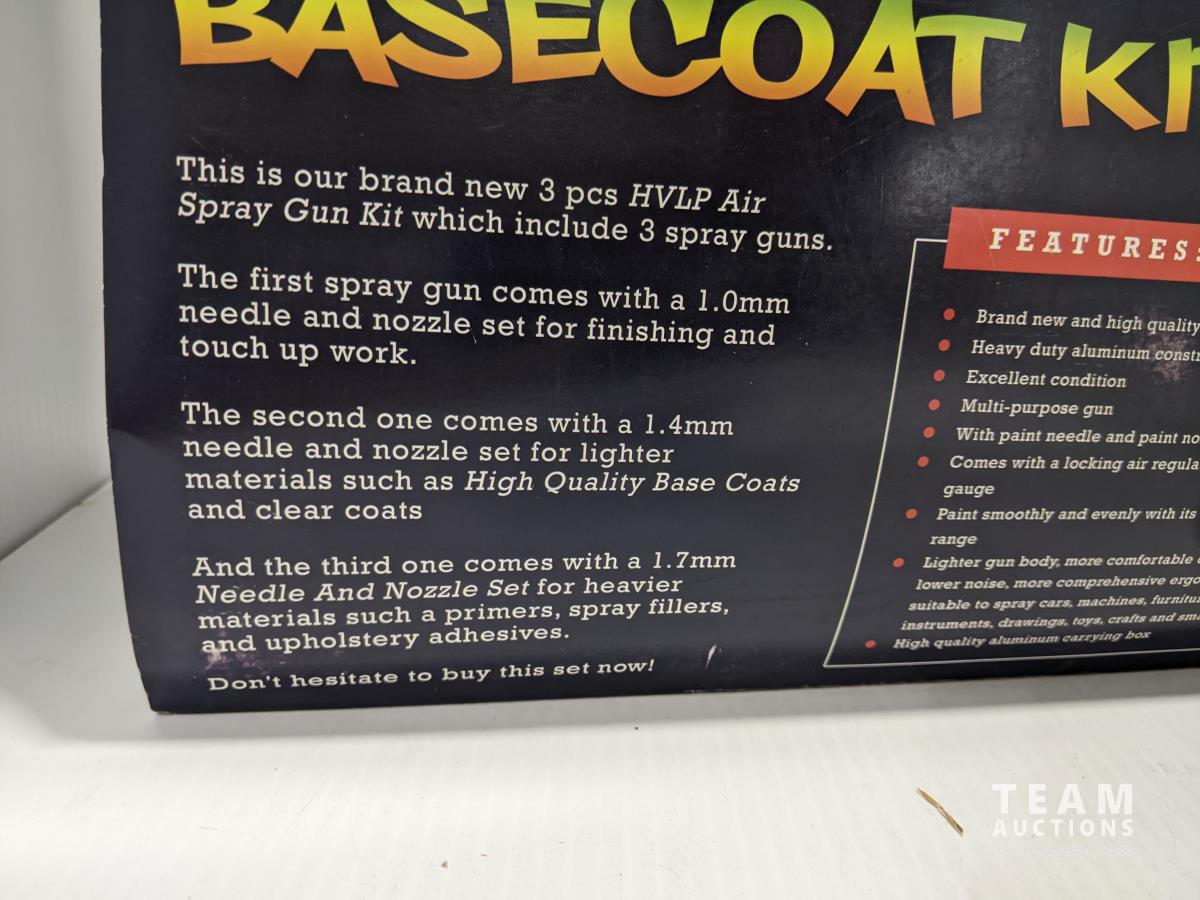 BASECOAT
This is our brand new 3 pcs HVLP Air
Spray Gun Kit which include 3 spray guns.
The first spray gun comes with a 1.0mm
needle and nozzle set for finishing and
touch up work.
The second one comes with a 1.4mm
needle and nozzle set for lighter
materials such as High Quality Base Coats
and clear coats
And the third one comes with a 1.7mm
Needle And Nozzle Set for heavier
materials such a primers, spray fillers,
and upholstery adhesives.
Don't hesitate to buy this set now!
FEATURES:
Brand new and high quality
Heavy duty aluminum
Excellent condition
Multi-purpose gun
With paint needle and paint
Comes with a locking air
gauge
Paint smoothly and evenly with its
range
Lighter gun body, more comfortable
lower noise, more comprehensive
suitable to spray cars, machines,
instruments, drawings, toys, crafts and
High quality aluminum carrying box
TEAM
AUCTIONS